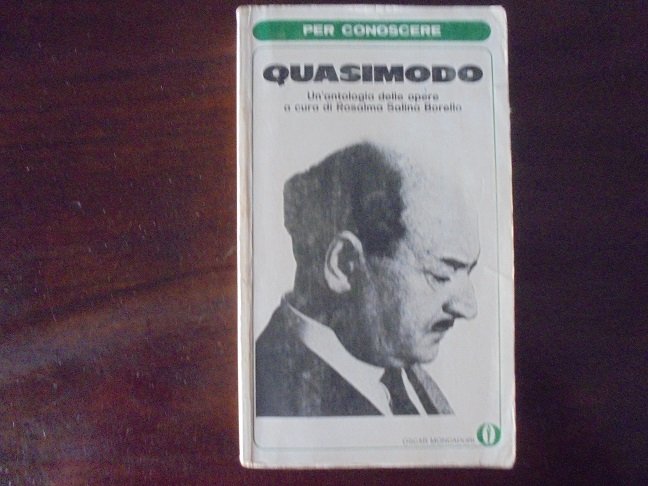 PER CONOSCERE
QUASIMODO
Un'antologia delle opere
a cura di Rosalma Salina Borello
OSCAR MONDADORI